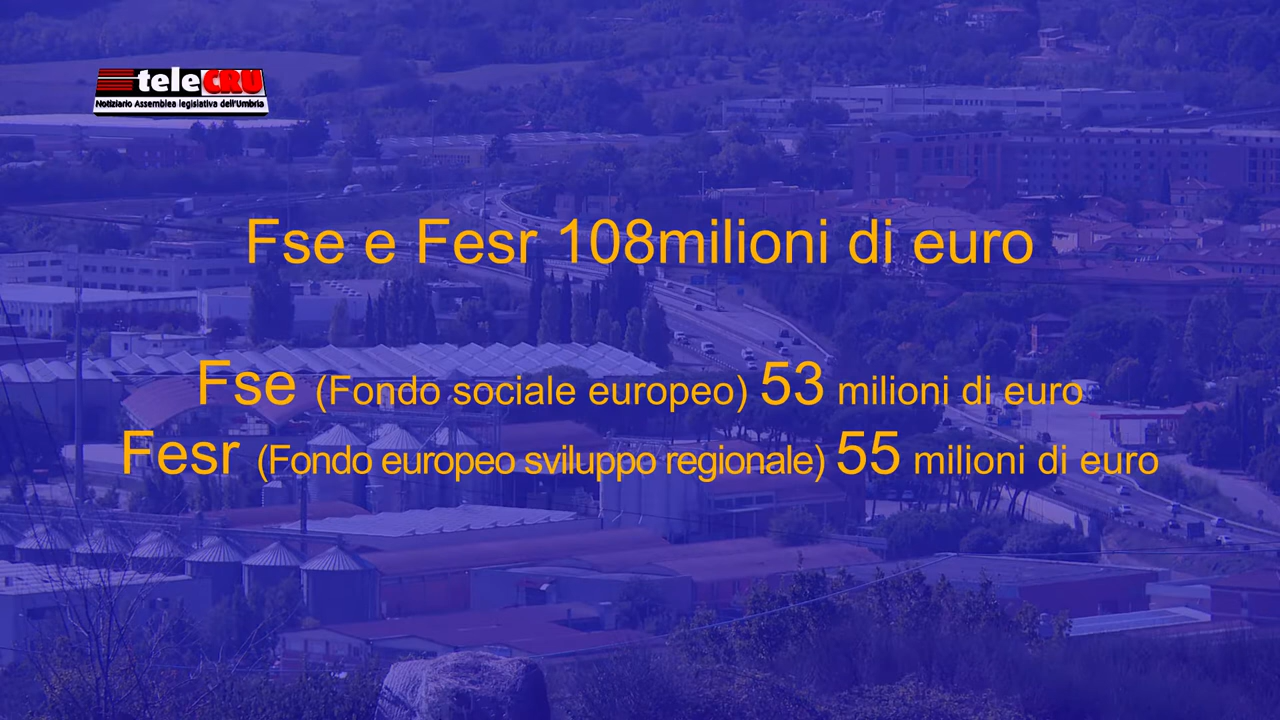 teleCRU
Notiziario Assemblea legislativa dell'Umbria
Fse e Fesr 108milioni di euro
Fse (Fondo sociale europeo) 53 milioni di euro
Fesr (Fondo europeo sviluppo regionale) 55 milioni di euro